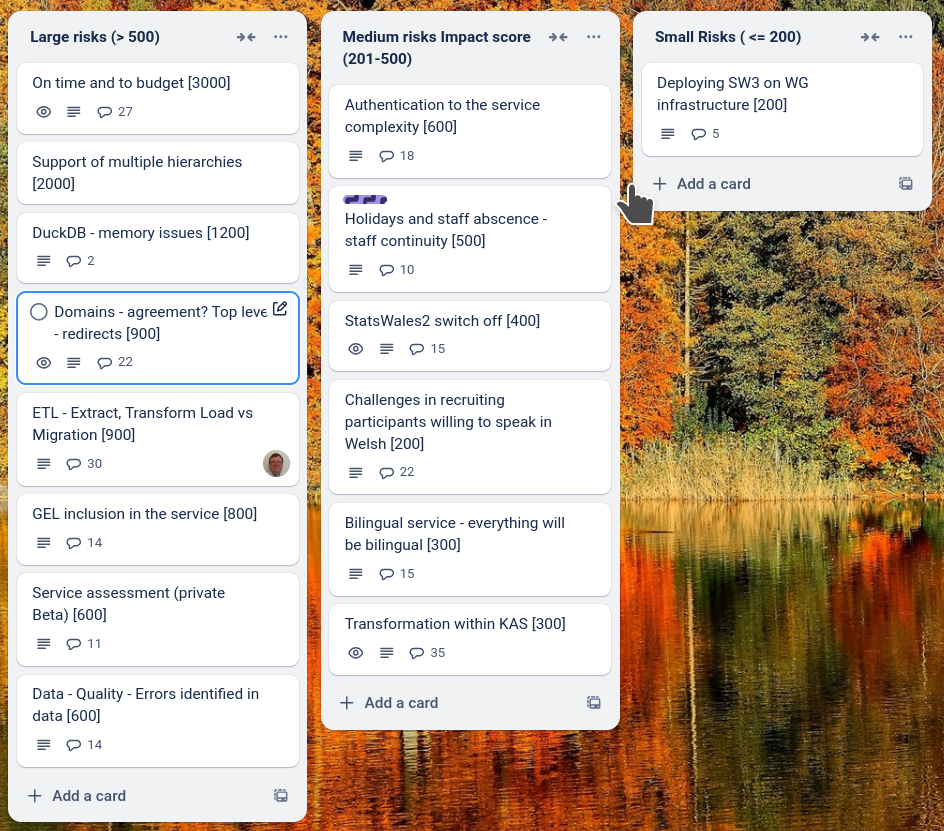 Large risks (> 500)
On time and to budget [3000]
27
Support of multiple hierarchies
[2000]
DuckDB - memory issues [1200]
2
Domains - agreement? Top leve
- redirects [900]
22
ETL - Extract, Transform Load vs
Migration [900]
30
GEL inclusion in the service [800]
14
Service assessment (private
Beta) [600]
11
Data - Quality - Errors identified in
data [600]
14
Add a card
Medium risks Impact score
(201-500)
Authentication to the service
complexity [600]
18
Holidays and staff abscence -
staff continuity [500]
10
StatsWales2 switch off [400]
15
Challenges in recruiting
participants willing to speak in
Welsh [200]
22
Bilingual service - everything will
be bilingual [300]
15
Transformation within KAS [300]
35
Add a card
Small Risks ( <= 200)
Deploying SW3 on WG
infrastructure [200]
5
Add a card